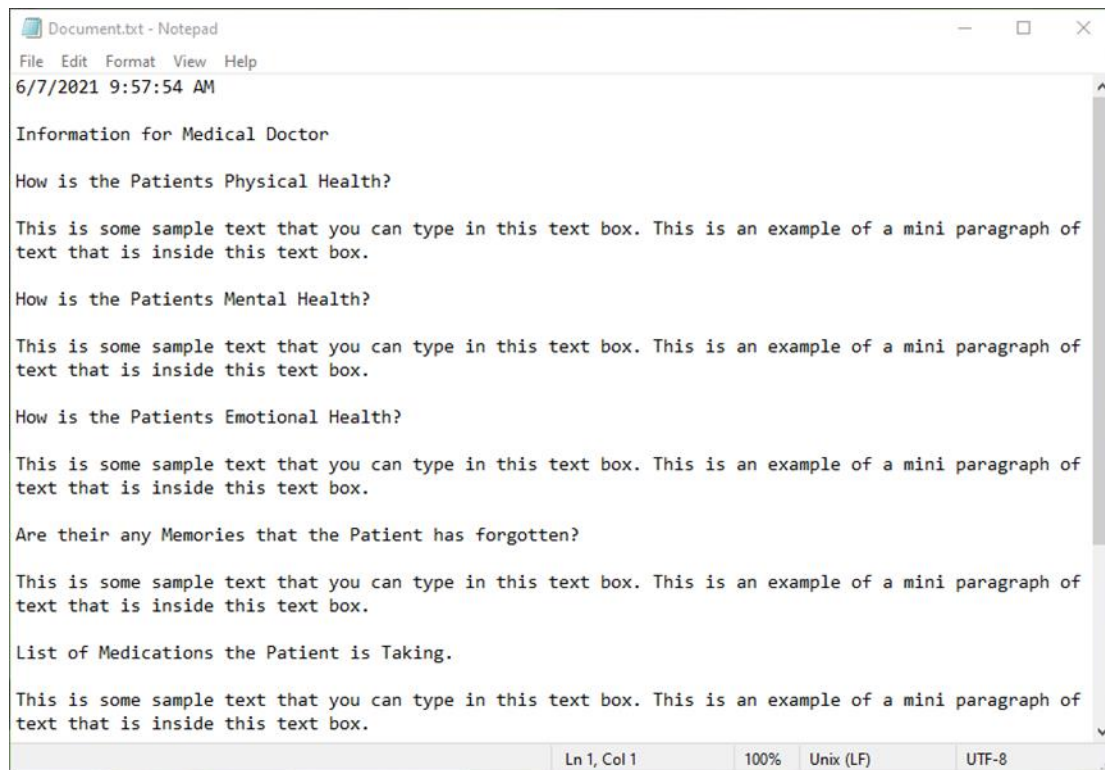 Document.txt - Notepad
File Edit Format View Help
6/7/2021 9:57:54 AM
Information for Medical Doctor
How is the Patients Physical Health?
This is some sample text that you can type in this text box. This is an example of a mini paragraph of
text that is inside this text box.
How is the Patients Mental Health?
This is some sample text that you can type in this text box. This is an example of a mini paragraph of
text that is inside this text box.
How is the Patients Emotional Health?
This is some sample text that you can type in this text box. This is an example of a mini paragraph of
text that is inside this text box.
Are their any Memories that the Patient has forgotten?
This is some sample text that you can type in this text box. This is an example of a mini paragraph of
text that is inside this text box.
List of Medications the Patient is Taking.
This is some sample text that you can type in this text box. This is an example of a mini paragraph of
text that is inside this text box.
Ln 1, Col 1 100% Unix (LF) UTF-8